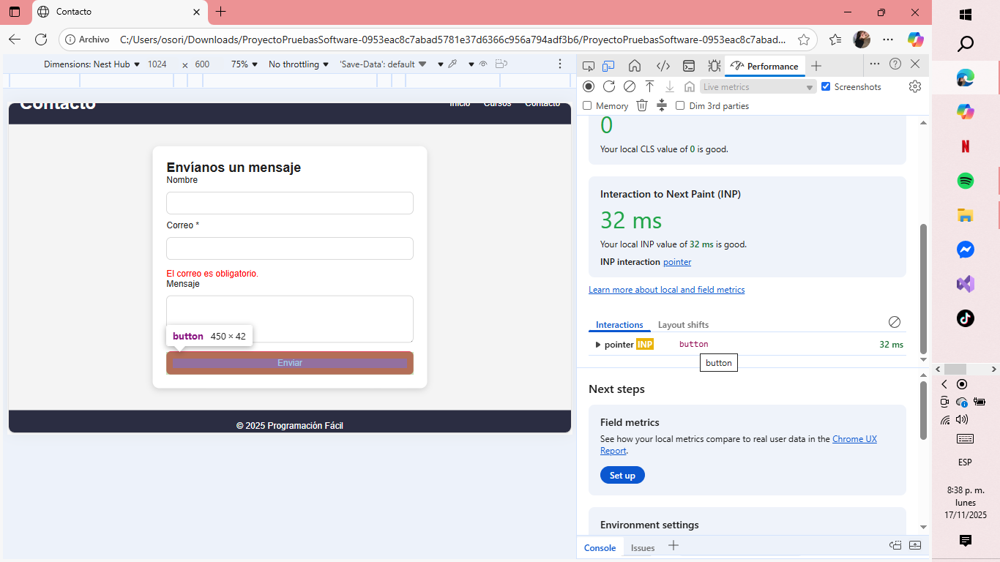 Contacto
Archivo C:/Users/osori/Downloads/ProyectoPruebasSoftware-0953eac8c7abad5781e37d6366c956a794adf3b6/ProyectoPruebasSoftware-0953eac8c7abad...
Dimensions: Nest Hub 1024 × 600 75% No throttling 'Save-Data': default
Contacto Inicio Cursos Contacto
Envíanos un mensaje
Nombre
Correo *
El correo es obligatorio.
Mensaje
button 450 × 42
Enviar
© 2025 Programación Fácil
Performance
Live metrics Screenshots
Memory Dim 3rd parties
0
Your local CLS value of 0 is good.
Interaction to Next Paint (INP)
32 ms
Your local INP value of 32 ms is good.
INP interaction pointer
Learn more about local and field metrics
Interactions Layout shifts
pointer INP button 32 ms
button
Next steps
Field metrics
See how your local metrics compare to real user data in the Chrome UX
Report.
Set up
Environment settings
Console Issues
ESP
8:38 p. m.
lunes
17/11/2025